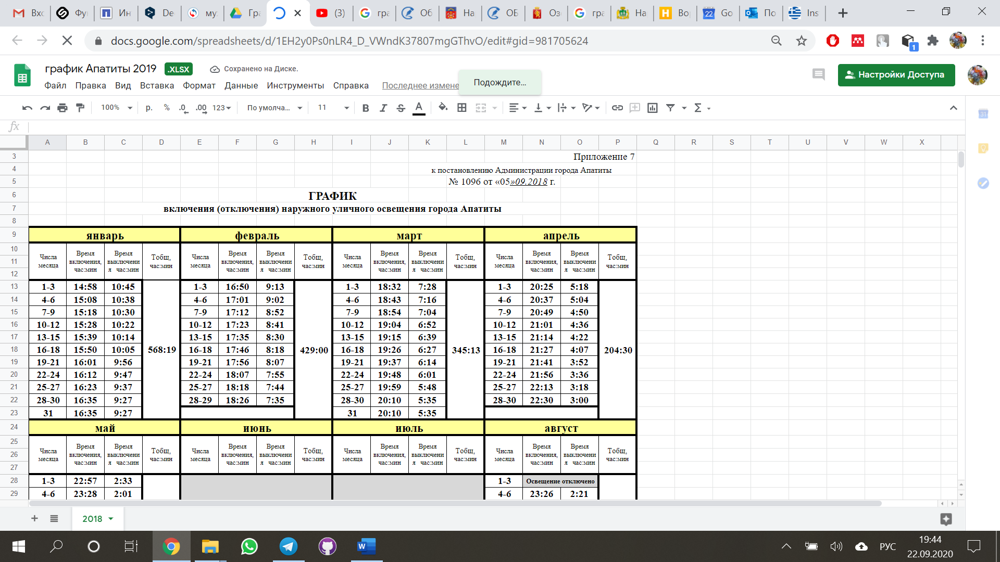 Вхо
Фу
Ин
De
му
Гра
(3)
гра
Об
На
ОБ
Оз
гра
На
Во
Go
По
Ins
docs.google.com/spreadsheets/d/1EH2y0Ps0nLR4_D_VWndK37807mgGThvO/edit#gid=981705624
график Апатиты 2019 .XLSX Сохранено на Диске.
Подождите...
Настройки Доступа
Файл Правка Вид Вставка Формат Данные Инструменты Справка Последнее измене
100% р. % .0 .00 123 По умолча... 11
fx
A B C D E F G H I J K L M N O P Q R S T U V W X
3 Приложение 7
4 к постановлению Администрации города Апатиты
5 № 1096 от «05»09.2018 г.
6 ГРАФИК
7 включения (отключения) наружного уличного освещения города Апатиты
8
9 январь февраль март апрель
10 11 12
Числа месяца Время включения, час:мин Время выключения час:мин Тобщ, час:мин Числа месяца Время включения, час:мин Время выключения час:мин Тобщ, час:мин Числа месяца Время включения, час:мин Время выключения час:мин Тобщ, час:мин Числа месяца Время включения, час:мин Время выключения час:мин Тобщ, час:мин
13 1-3 14:58 10:45 1-3 16:50 9:13 1-3 18:32 7:28 1-3 20:25 5:18
14 4-6 15:08 10:38 4-6 17:01 9:02 4-6 18:43 7:16 4-6 20:37 5:04
15 7-9 15:18 10:30 7-9 17:12 8:52 7-9 18:54 7:04 7-9 20:49 4:50
16 10-12 15:28 10:22 10-12 17:23 8:41 10-12 19:04 6:52 10-12 21:01 4:36
17 13-15 15:39 10:14 13-15 17:35 8:30 13-15 19:15 6:39 13-15 21:14 4:22
18 16-18 15:50 10:05 568:19 16-18 17:46 8:18 429:00 16-18 19:26 6:27 345:13 16-18 21:27 4:07 204:30
19 19-21 16:01 9:56 19-21 17:56 8:07 19-21 19:37 6:14 19-21 21:41 3:52
20 22-24 16:12 9:47 22-24 18:07 7:55 22-24 19:48 6:01 22-24 21:56 3:36
21 25-27 16:23 9:37 25-27 18:18 7:44 25-27 19:59 5:48 25-27 22:13 3:18
22 28-30 16:35 9:27 28-29 18:26 7:35 28-30 20:10 5:35 28-30 22:30 3:00
23 31 16:35 9:27 31 20:10 5:35
24 май июнь июль август
25 26 27
Числа месяца Время включения, час:мин Время выключения час:мин Тобщ, час:мин Числа месяца Время включения, час:мин Время выключения час:мин Тобщ, час:мин Числа месяца Время включения, час:мин Время выключения час:мин Тобщ, час:мин Числа месяца Время включения, час:мин Время выключения час:мин Тобщ, час:мин
28 1-3 22:57 2:33 1-3 Освещение отключено
29 4-6 23:28 2:01 4-6 23:26 2:21
2018
РУС
19:44
22.09.2020